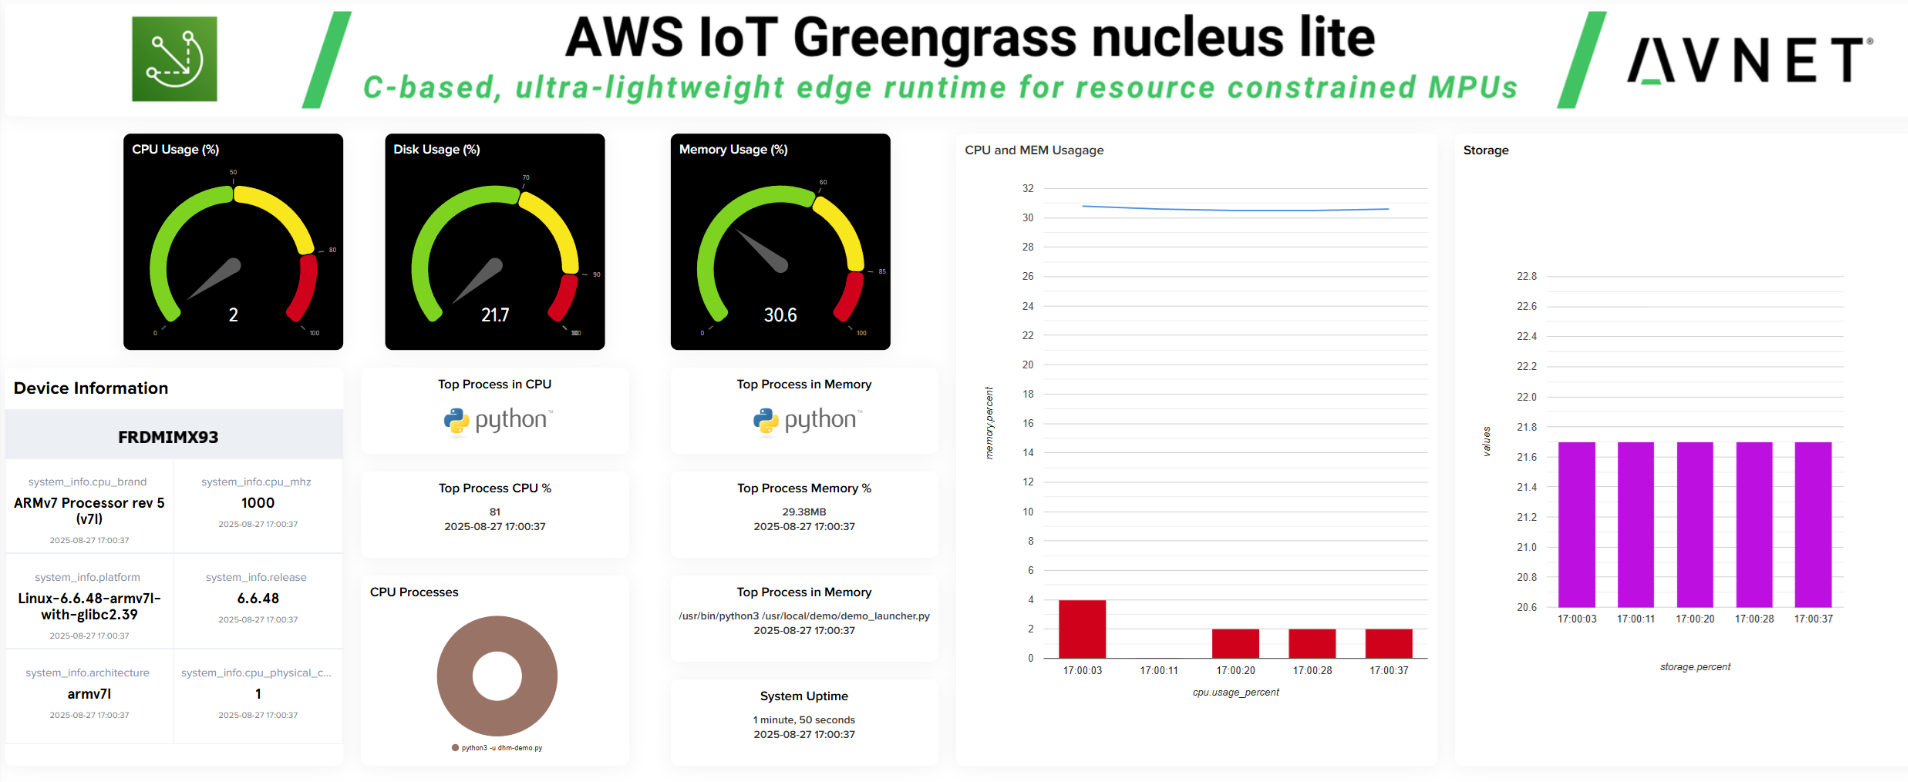 AWS IoT Greengrass nucleus lite
C-based, ultra-lightweight edge runtime for resource constrained MPUs
AVNET®
CPU Usage (%)
50
80
0
100
2
Disk Usage (%)
70
90
21.7
Memory Usage (%)
60
85
0
100
30.6
Device Information
FRDMIMX93
system_info.cpu_brand
ARMv7 Processor rev 5
(v7l)
2025-08-27 17:00:37
system_info.cpu_mhz
1000
2025-08-27 17:00:37
system_info.platform
Linux-6.6.48-armv7l-
with-glibc2.39
2025-08-27 17:00:37
system_info.release
6.6.48
2025-08-27 17:00:37
system_info.architecture
armv7l
2025-08-27 17:00:37
system_info.cpu_physical_c...
1
2025-08-27 17:00:37
Top Process in CPU
python™
Top Process CPU %
81
2025-08-27 17:00:37
CPU Processes
python3 -u dhm-demo.py
Top Process in Memory
python™
Top Process Memory %
29.38MB
2025-08-27 17:00:37
Top Process in Memory
/usr/bin/python3 /usr/local/demo/demo_launcher.py
2025-08-27 17:00:37
System Uptime
1 minute, 50 seconds
2025-08-27 17:00:37
CPU and MEM Usagage
32
30
28
26
24
22
20
18
16
14
12
10
8
6
4
2
0
memory.percent
17:00:03 17:00:11 17:00:20 17:00:28 17:00:37
cpu.usage_percent
Storage
22.8
22.6
22.4
22.2
22.0
21.8
21.6
21.4
21.2
21.0
20.8
20.6
values
17:00:03 17:00:11 17:00:20 17:00:28 17:00:37
storage.percent